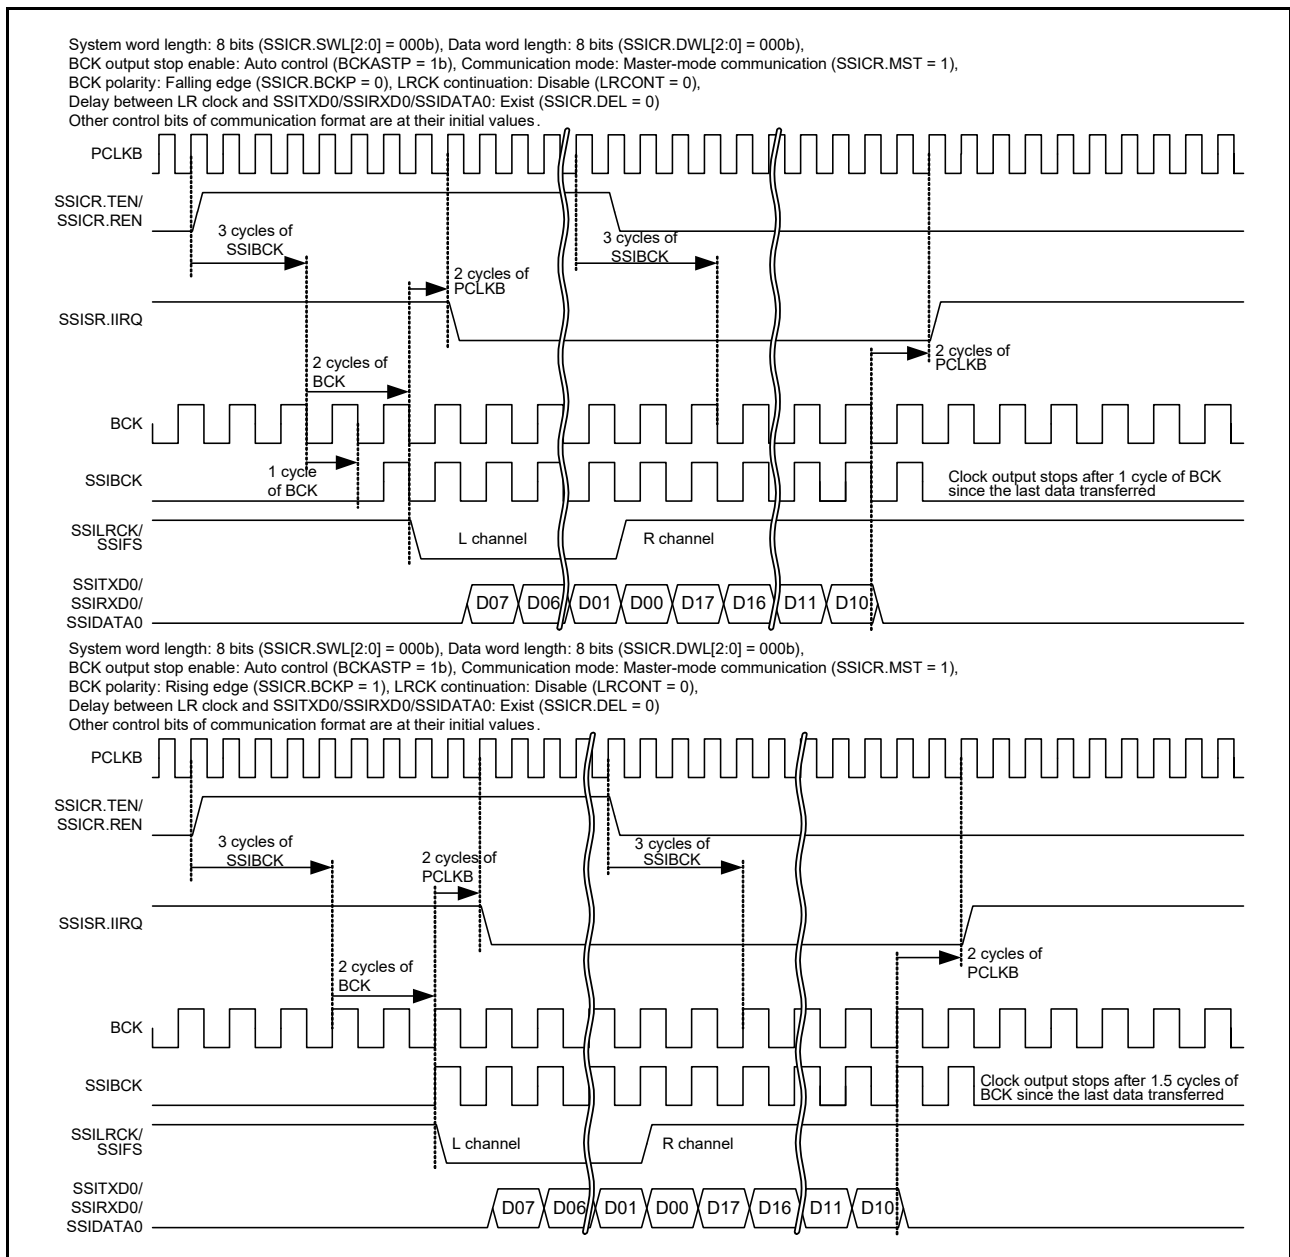 System word length: 8 bits (SSICR.SWL[2:0] = 000b), Data word length: 8 bits (SSICR.DWL[2:0] = 000b),
BCK output stop enable: Auto control (BCKASTP = 1b), Communication mode: Master-mode communication (SSICR.MST = 1),
BCK polarity: Falling edge (SSICR.BCKP = 0), LRCK continuation: Disable (LRCONT = 0),
Delay between LR clock and SSITXD0/SSIRXD0/SSIDATA0: Exist (SSICR.DEL = 0)
Other control bits of communication format are at their initial values.
PCLKB
SSICR.TEN/
SSICR.REN
3 cycles of
SSIBCK
3 cycles of
SSIBCK
2 cycles of
PCLKB
SSISR.IIRQ
2 cycles of
PCLKB
2 cycles of
BCK
BCK
1 cycle
of BCK
SSIBCK
Clock output stops after 1 cycle of BCK
since the last data transferred
SSILRCK/
SSIFS
L channel
R channel
SSITXD0/
SSIRXD0/
SSIDATA0
D07 D06 D01 D00 D17 D16 D11 D10
System word length: 8 bits (SSICR.SWL[2:0] = 000b), Data word length: 8 bits (SSICR.DWL[2:0] = 000b),
BCK output stop enable: Auto control (BCKASTP = 1b), Communication mode: Master-mode communication (SSICR.MST = 1),
BCK polarity: Rising edge (SSICR.BCKP = 1), LRCK continuation: Disable (LRCONT = 0),
Delay between LR clock and SSITXD0/SSIRXD0/SSIDATA0: Exist (SSICR.DEL = 0)
Other control bits of communication format are at their initial values.
PCLKB
SSICR.TEN/
SSICR.REN
3 cycles of
SSIBCK
2 cycles of
PCLKB
3 cycles of
SSIBCK
SSISR.IIRQ
2 cycles of
PCLKB
2 cycles of
BCK
BCK
SSIBCK
Clock output stops after 1.5 cycles of
BCK since the last data transferred
SSILRCK/
SSIFS
L channel
R channel
SSITXD0/
SSIRXD0/
SSIDATA0
D07 D06 D01 D00 D17 D16 D11 D10